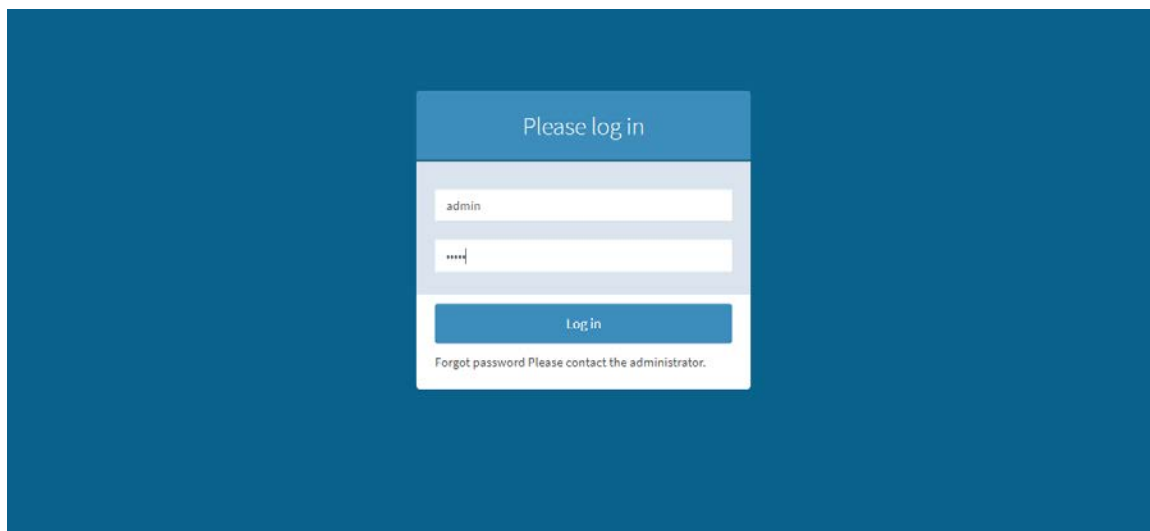 Please log in
admin
•••••
Log in
Forgot password Please contact the administrator.